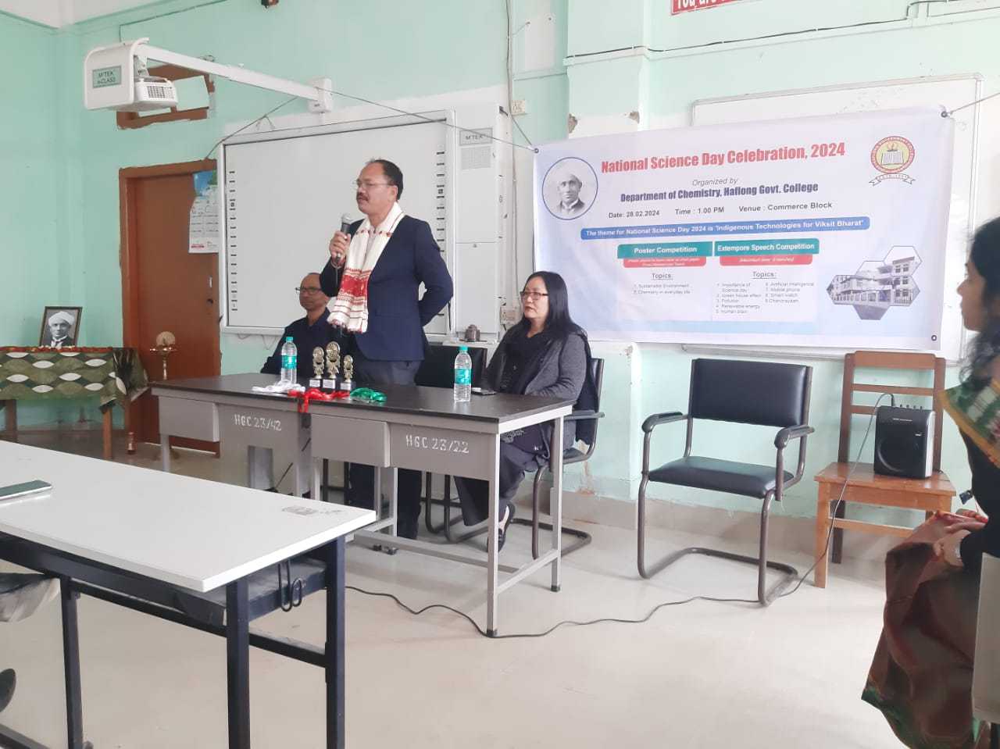 You are
M'TEK
e-CLASS
M'TEK
National Science Day Celebration, 2024
Organized by
Department of Chemistry, Haflong Govt. College
Date: 28.02.2024 Time : 1.00 PM Venue : Commerce Block
The theme for National Science Day 2024 is 'Indigenous Technologies for Viksit Bharat'
Poster Competition
Topics:
1. Sustainable Environment
2. Chemistry in everyday life
Extempore Speech Competition
(Maximum time: 3 minutes)
Topics:
1. Importance of
Science day
2. Green house effect
3. Pollution
4. Renewable energy
5. Human brain
6. Artificial Intelligence
7. Mobile phone
8. Smart watch
9. Chandrayaan
HGC 23/42
HGC 23/22